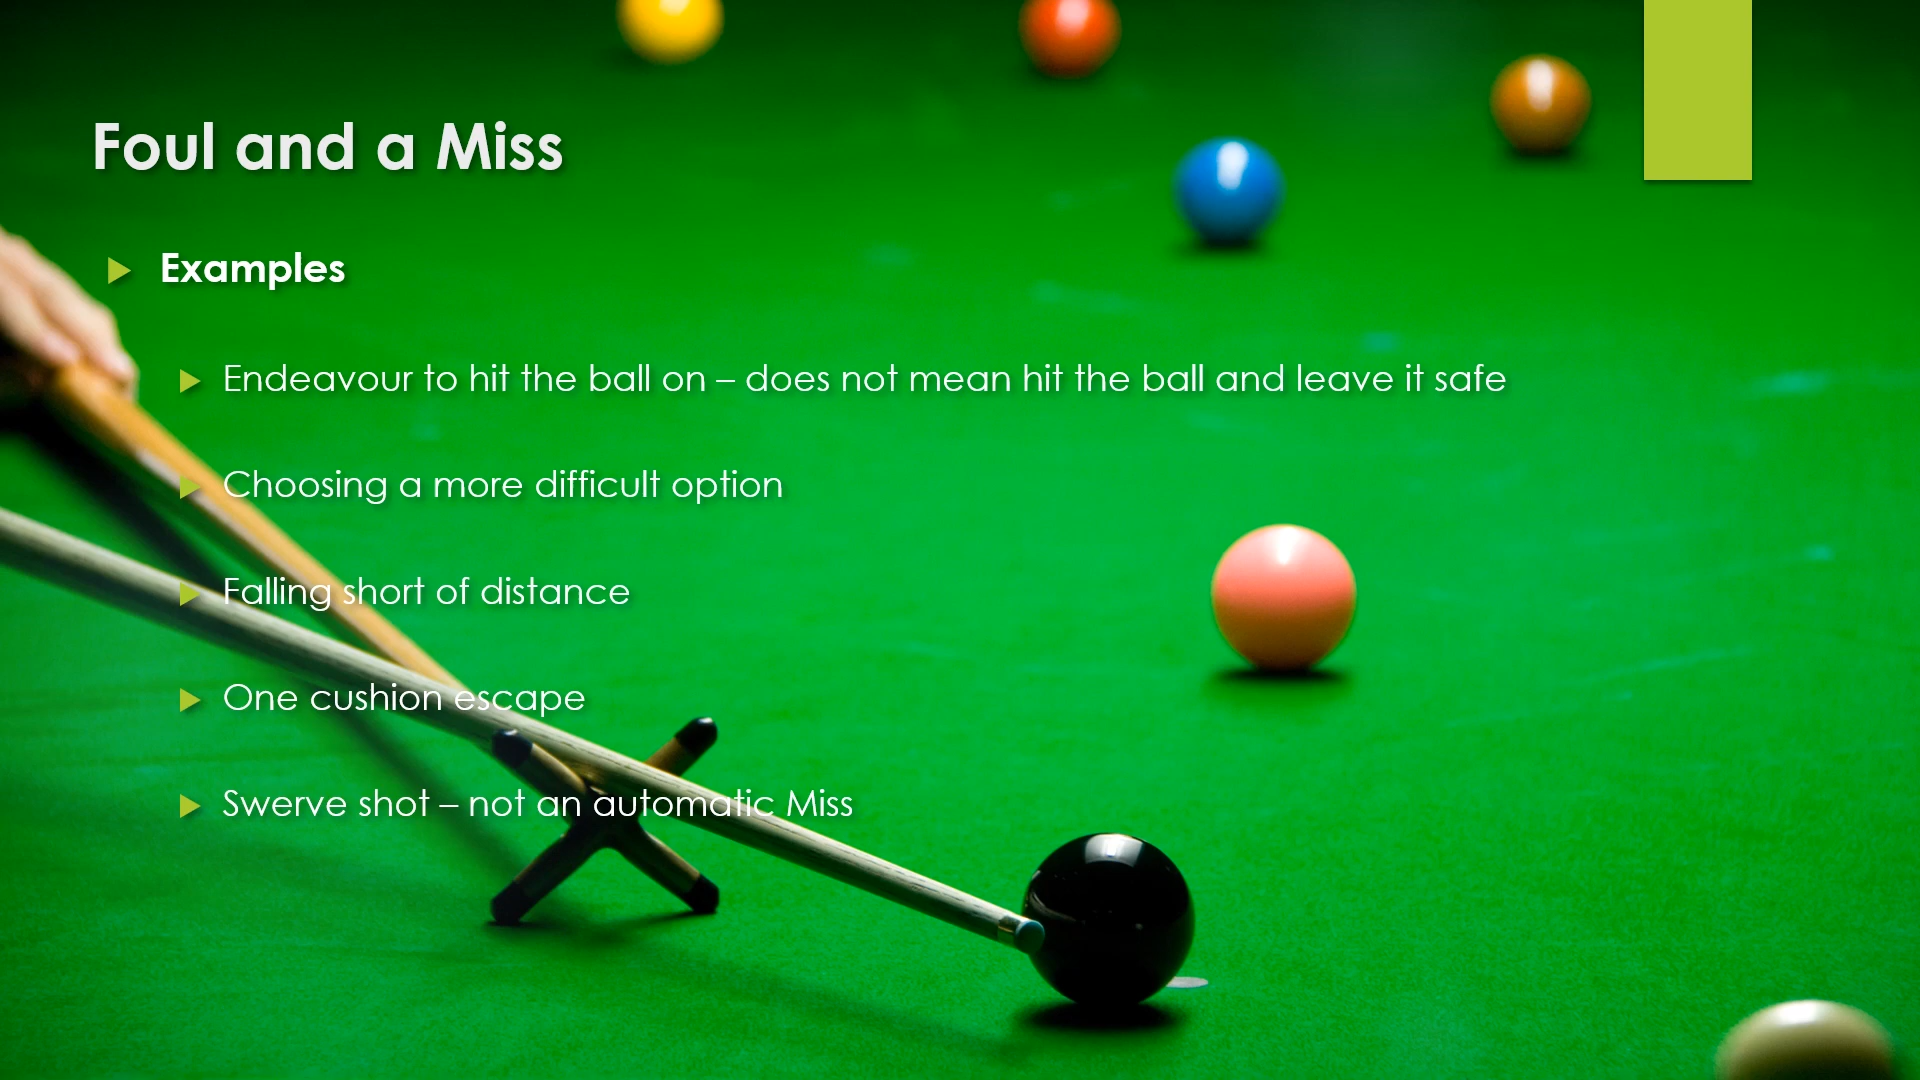 Foul and a Miss
Examples
Endeavour to hit the ball on – does not mean hit the ball and leave it safe
Choosing a more difficult option
Falling short of distance
One cushion escape
Swerve shot – not an automatic Miss